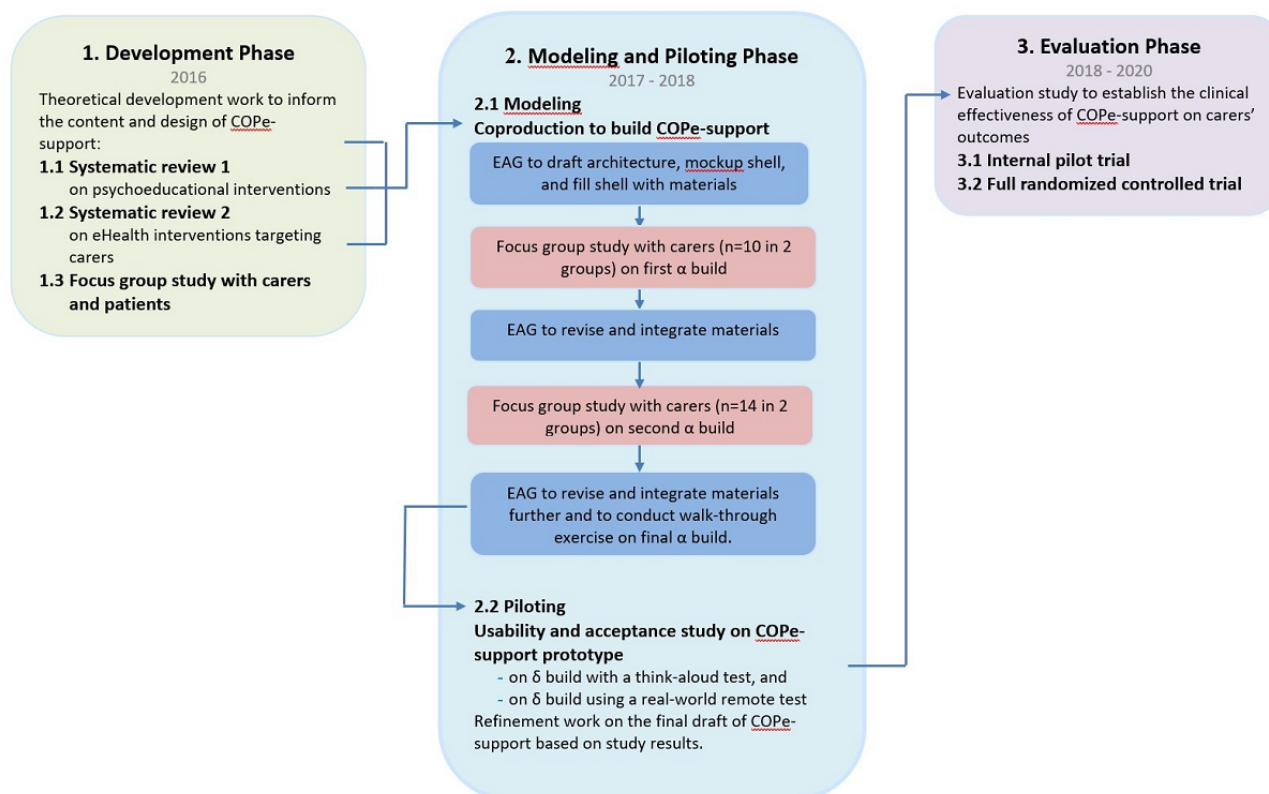 1. Development Phase
2016
Theoretical development work to inform
the content and design of COPe-
support:
1.1 Systematic review 1
on psychoeducational interventions
1.2 Systematic review 2
on eHealth interventions targeting
carers
1.3 Focus group study with carers
and patients
2. Modeling and Piloting Phase
2017 - 2018
2.1 Modeling
Coproduction to build COPe-support
EAG to draft architecture, mockup shell,
and fill shell with materials
Focus group study with carers (n=10 in 2
groups) on first α build
EAG to revise and integrate materials
Focus group study with carers (n=14 in 2
groups) on second α build
EAG to revise and integrate materials
further and to conduct walk-through
exercise on final α build.
2.2 Piloting
Usability and acceptance study on COPe-
support prototype
- on δ build with a think-aloud test, and
- on δ build using a real-world remote test
Refinement work on the final draft of COPe-
support based on study results.
3. Evaluation Phase
2018 - 2020
Evaluation study to establish the clinical
effectiveness of COPe-support on carers’
outcomes
3.1 Internal pilot trial
3.2 Full randomized controlled trial